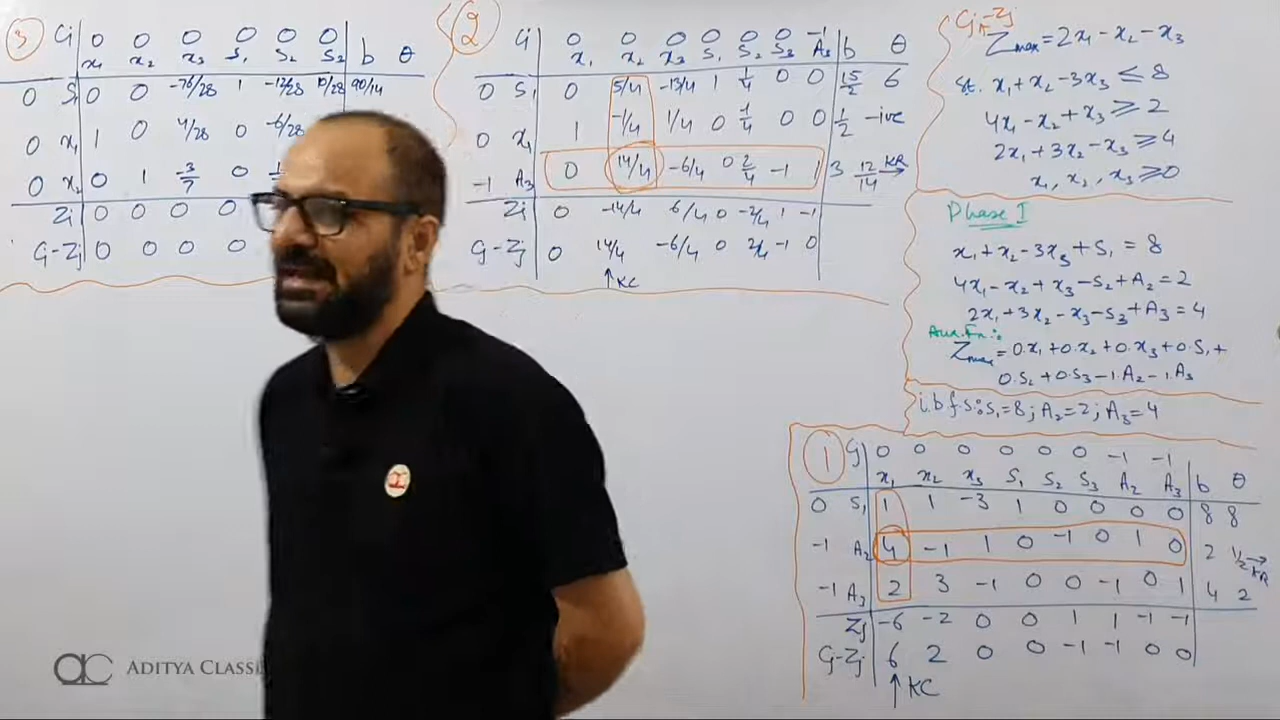 3
Cj 0 0 0 0 0 0
x1 x2 x3 S1 S2 S3 b θ
0 S1 0 0 -76/28 1 -12/28 10/28 90/14
0 x1 1 0 4/28 0 -6/28
0 x2 0 1 -3/7 0
Zj 0 0 0 0
Cj-Zj 0 0 0 0
2
Cj 0 0 0 0 0 0 -1
x1 x2 x3 S1 S2 S3 A3 b θ
0 S1 0 5/4 -13/4 1 1/4 0 0 15/2 6
0 x1 1 -1/4 1/4 0 1/4 0 0 1/2 -ive
-1 A3 0 14/4 -6/4 0 2/4 -1 1 3 12/14 KR
Zj 0 -14/4 6/4 0 -2/4 1 -1
Cj-Zj 0 14/4 -6/4 0 2/4 -1 0
↑KC
Cj-Zj
Zmax = 2x1 - x2 - x3
st. x1 + x2 - 3x3 ≤ 8
4x1 - x2 + x3 ≥ 2
2x1 + 3x2 - x3 ≥ 4
x1, x2, x3 ≥ 0
Phase I
x1 + x2 - 3x3 + S1 = 8
4x1 - x2 + x3 - S2 + A2 = 2
2x1 + 3x2 - x3 - S3 + A3 = 4
Aux.Fn:
Zmax = 0.x1 + 0.x2 + 0.x3 + 0.S1 +
0.S2 + 0.S3 - 1.A2 - 1.A3
i.b.f.s: S1 = 8; A2 = 2; A3 = 4
1
Cj 0 0 0 0 0 0 -1 -1
x1 x2 x3 S1 S2 S3 A2 A3 b θ
0 S1 1 1 -3 1 0 0 0 0 8 8
-1 A2 4 -1 1 0 -1 0 1 0 2 1/2 → KR
-1 A3 2 3 -1 0 0 -1 0 1 4 2
Zj -6 -2 0 0 1 1 -1 -1
Cj-Zj 6 2 0 0 -1 -1 0 0
↑ KC
ac ADITYA CLASSE